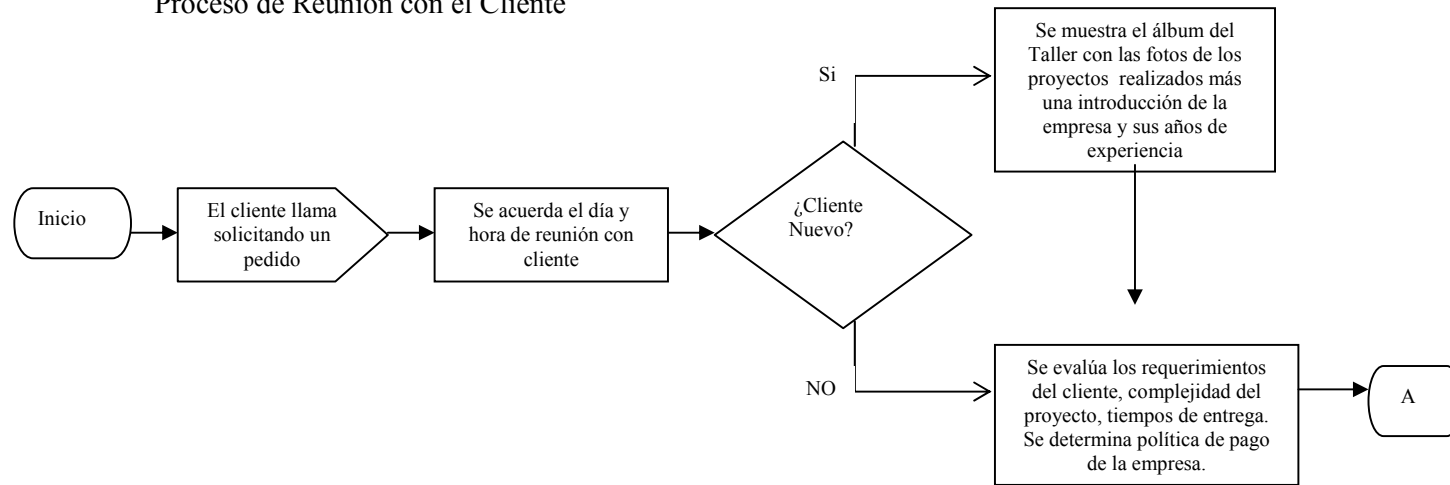 Proceso de Reunión con el Cliente
Inicio
El cliente llama
solicitando un
pedido
Se acuerda el día y
hora de reunión con
cliente
¿Cliente
Nuevo?
Si
Se muestra el álbum del
Taller con las fotos de los
proyectos realizados más
una introducción de la
empresa y sus años de
experiencia
NO
Se evalúa los requerimientos
del cliente, complejidad del
proyecto, tiempos de entrega.
Se determina política de pago
de la empresa.
A